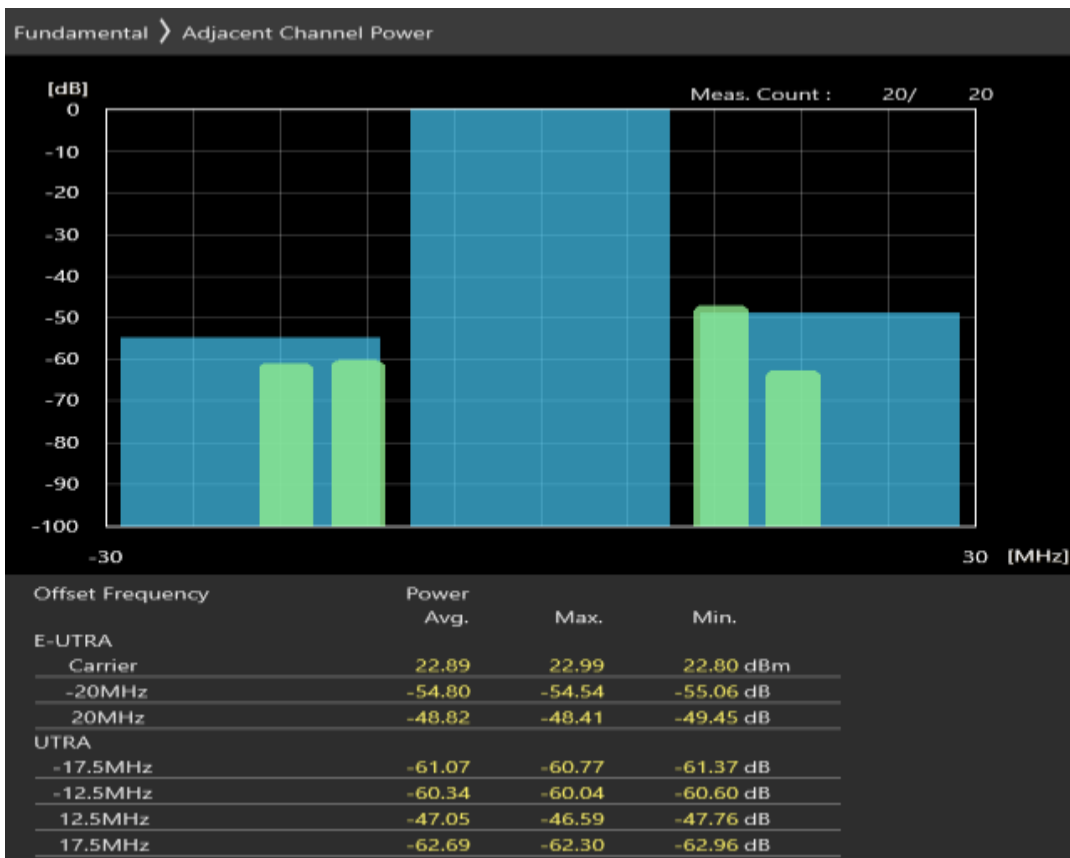 Fundamental 〉 Adjacent Channel Power
[dB] Meas. Count : 20/ 20
0
-10
-20
-30
-40
-50
-60
-70
-80
-90
-100
-30 30 [MHz]
Offset Frequency Power
Avg. Max. Min.
E-UTRA
Carrier 22.89 22.99 22.80 dBm
-20MHz -54.80 -54.54 -55.06 dB
20MHz -48.82 -48.41 -49.45 dB
UTRA
-17.5MHz -61.07 -60.77 -61.37 dB
-12.5MHz -60.34 -60.04 -60.60 dB
12.5MHz -47.05 -46.59 -47.76 dB
17.5MHz -62.69 -62.30 -62.96 dB